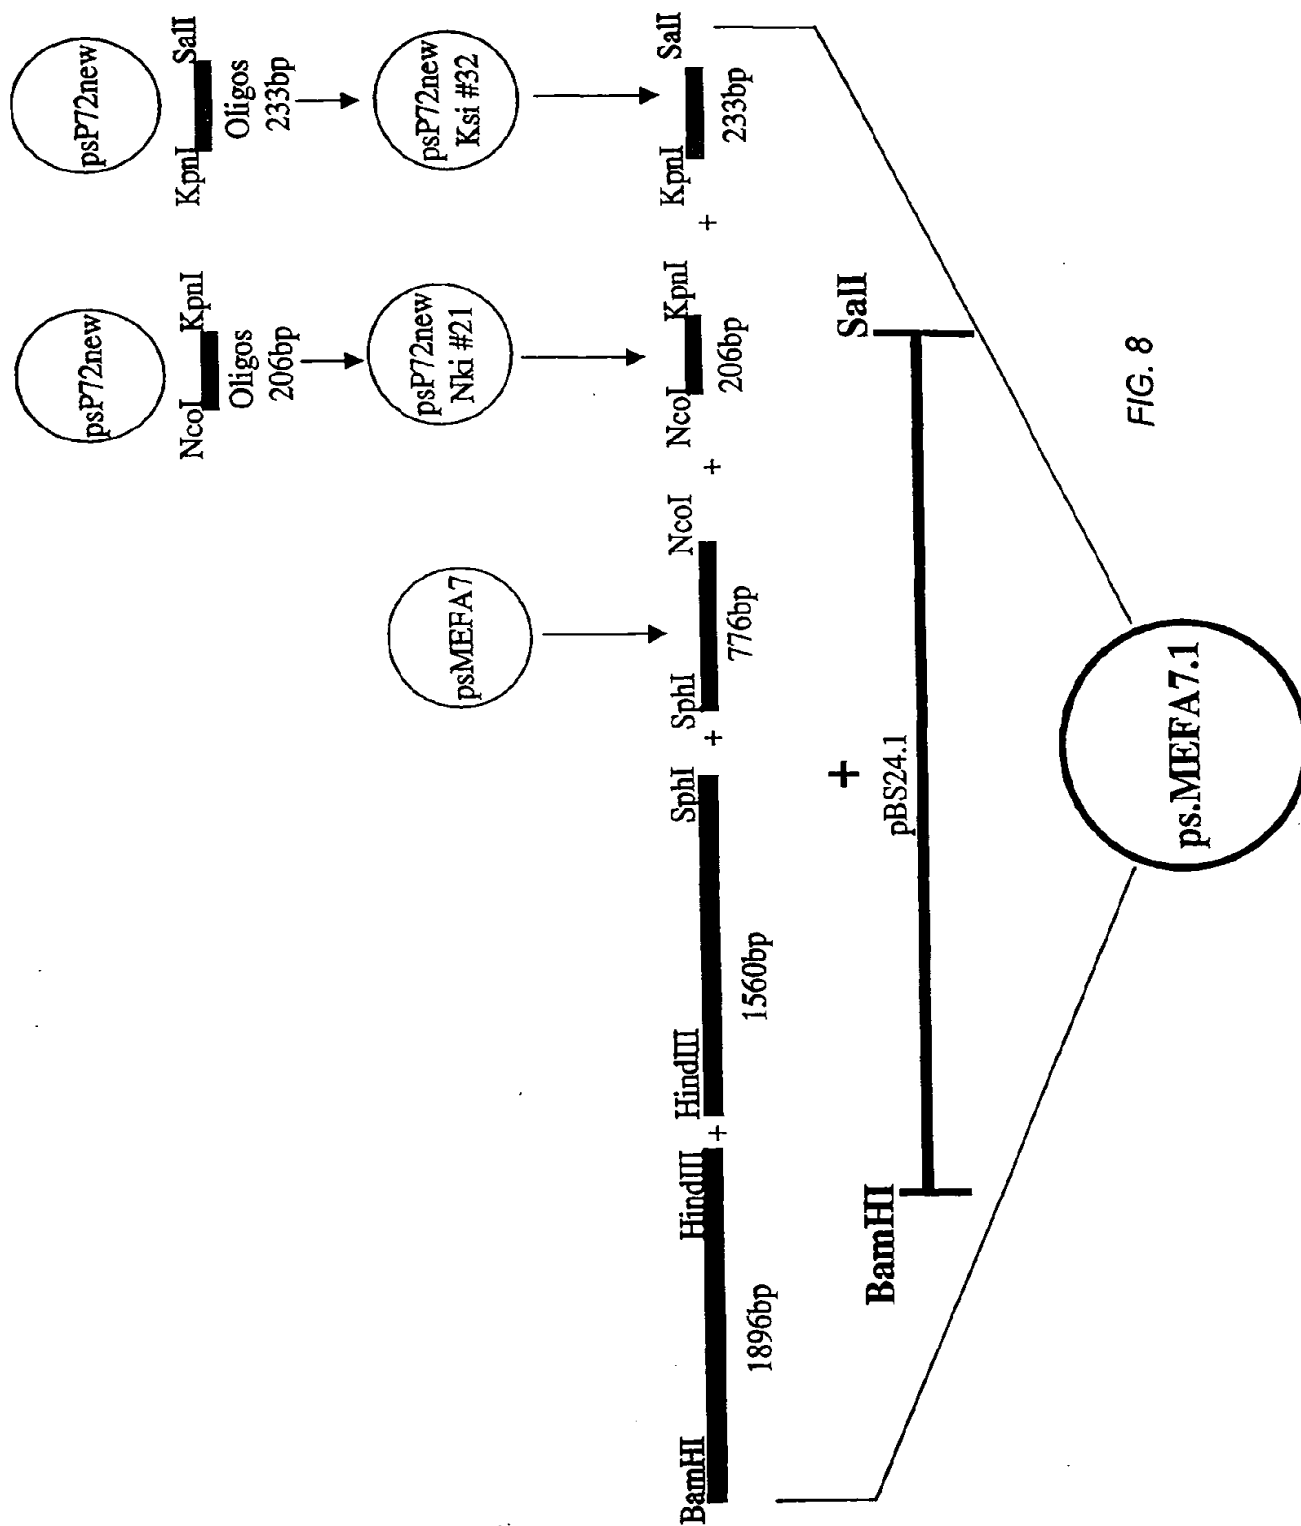 psP72new
psP72new
NcoI KpnI
KpnI SalI
Oligos
206bp
Oligos
233bp
psMEFA7
psP72new
Nki #21
psP72new
Ksi #32
BamHI HindIII
+
HindIII SphI
+
SphI NcoI
+
NcoI KpnI
+
KpnI SalI
1896bp
1560bp
776bp
206bp
233bp
+
BamHI
pBS24.1
SalI
ps.MEFA7.1
FIG. 8